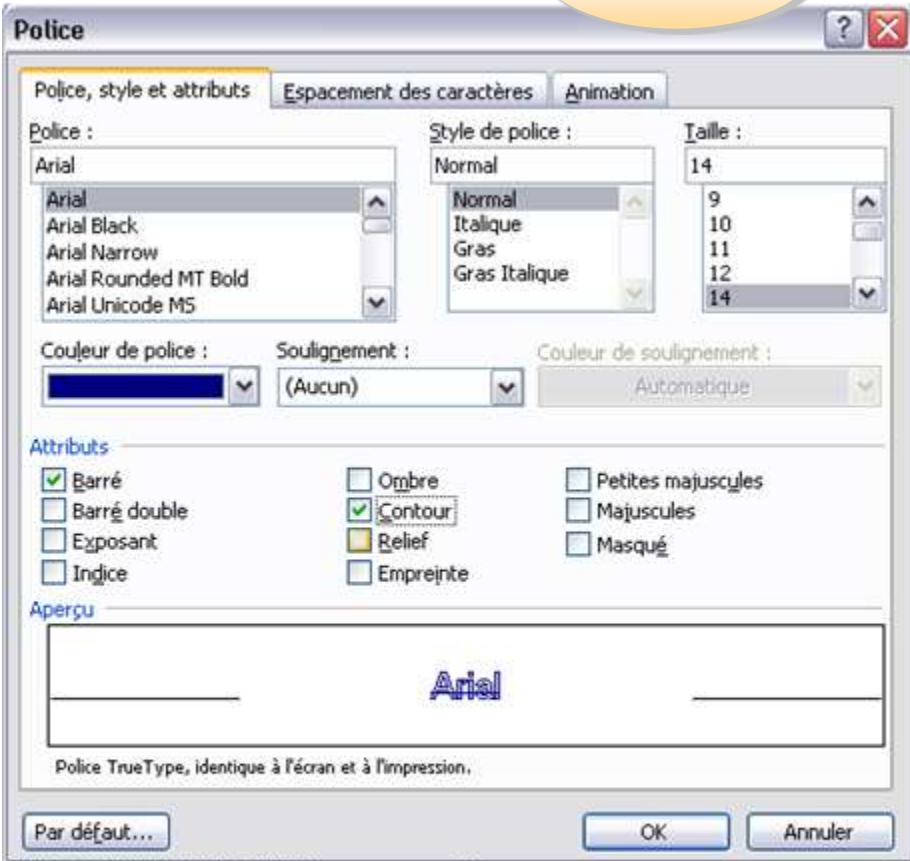 Police
Police, style et attributs Espacement des caractères Animation
Police : Style de police : Taille :
Arial Normal 14
Arial Normal 9
Arial Black Italique 10
Arial Narrow Gras 11
Arial Rounded MT Bold Gras Italique 12
Arial Unicode MS 14
Couleur de police : Soulignement : Couleur de soulignement :
(Aucun) Automatique
Attributs
Barré Ombre Petites majuscules
Barré double Contour Majuscules
Exposant Relief Masqué
Indice Empreinte
Aperçu
Arial
Police TrueType, identique à l'écran et à l'impression.
Par défaut... OK Annuler